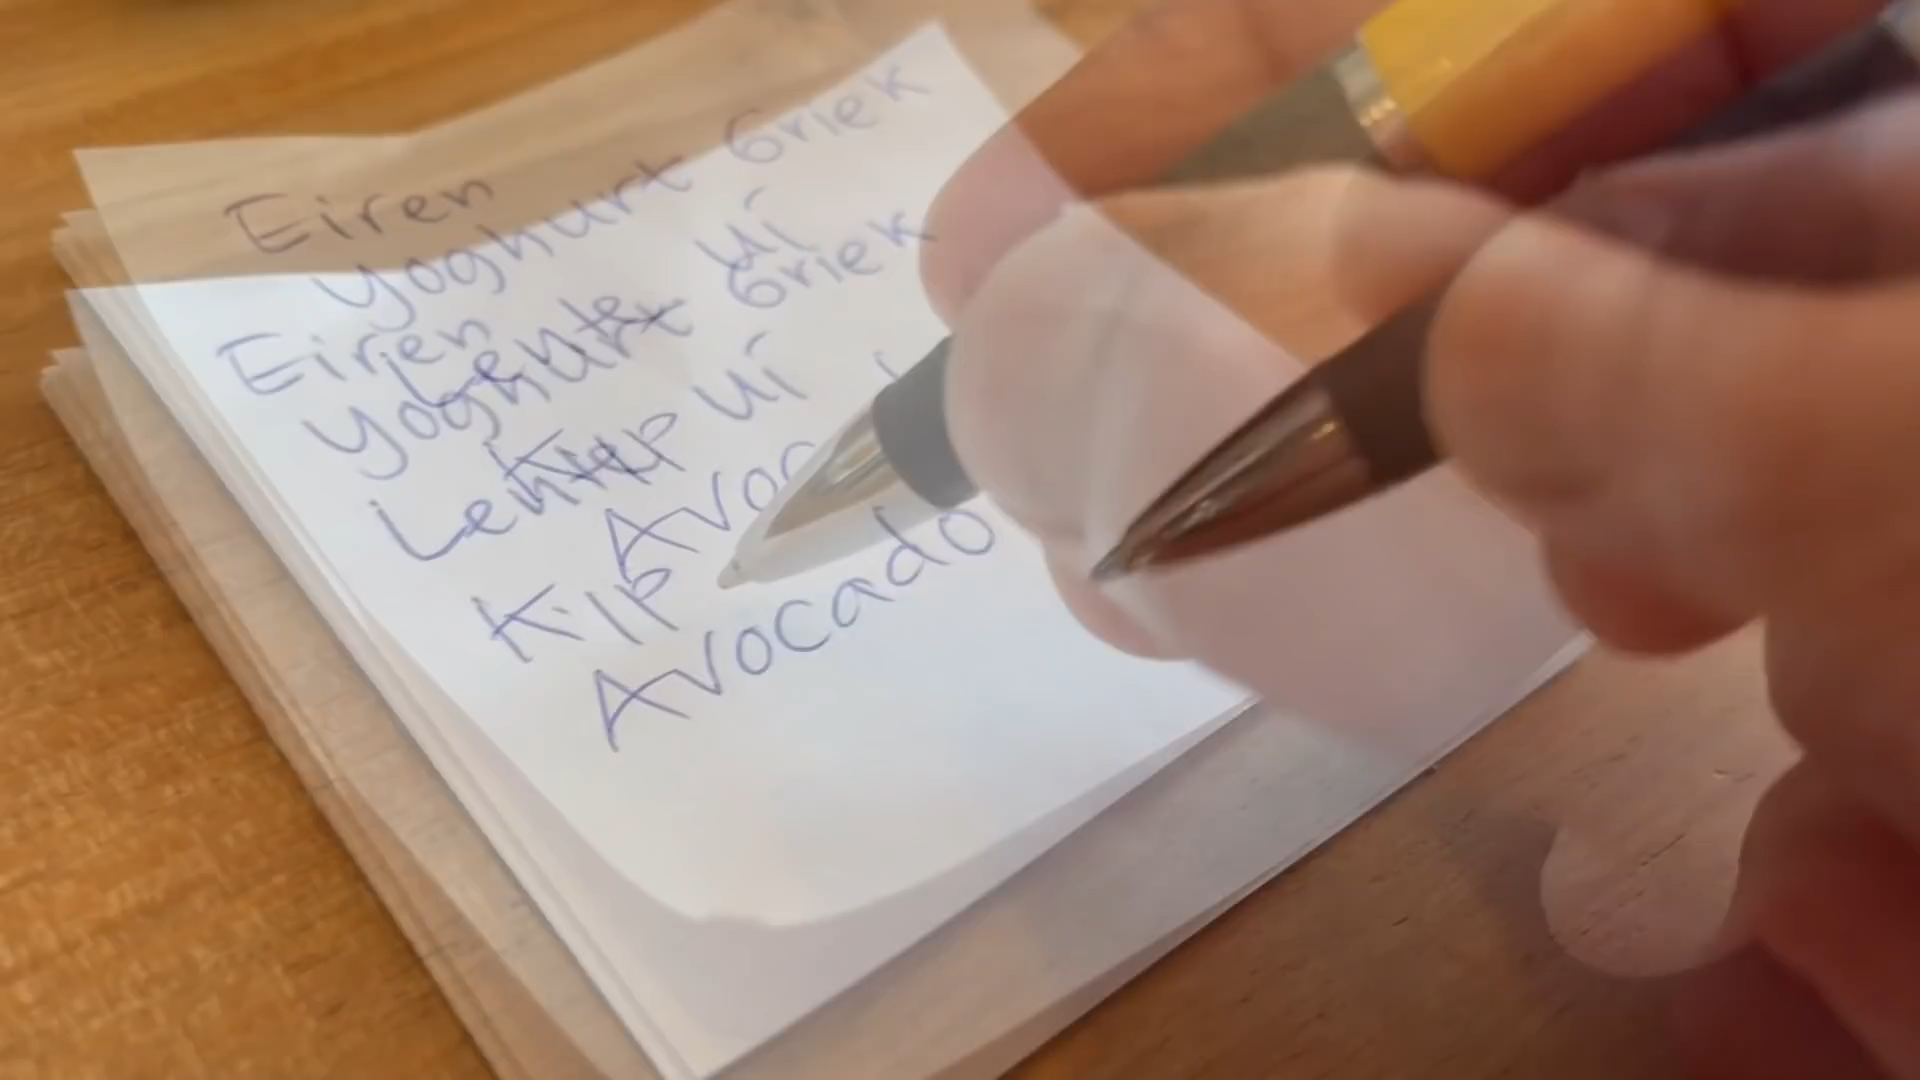 Eiren
Yoghurt Griek
Lente Ui
Kip
Avocado